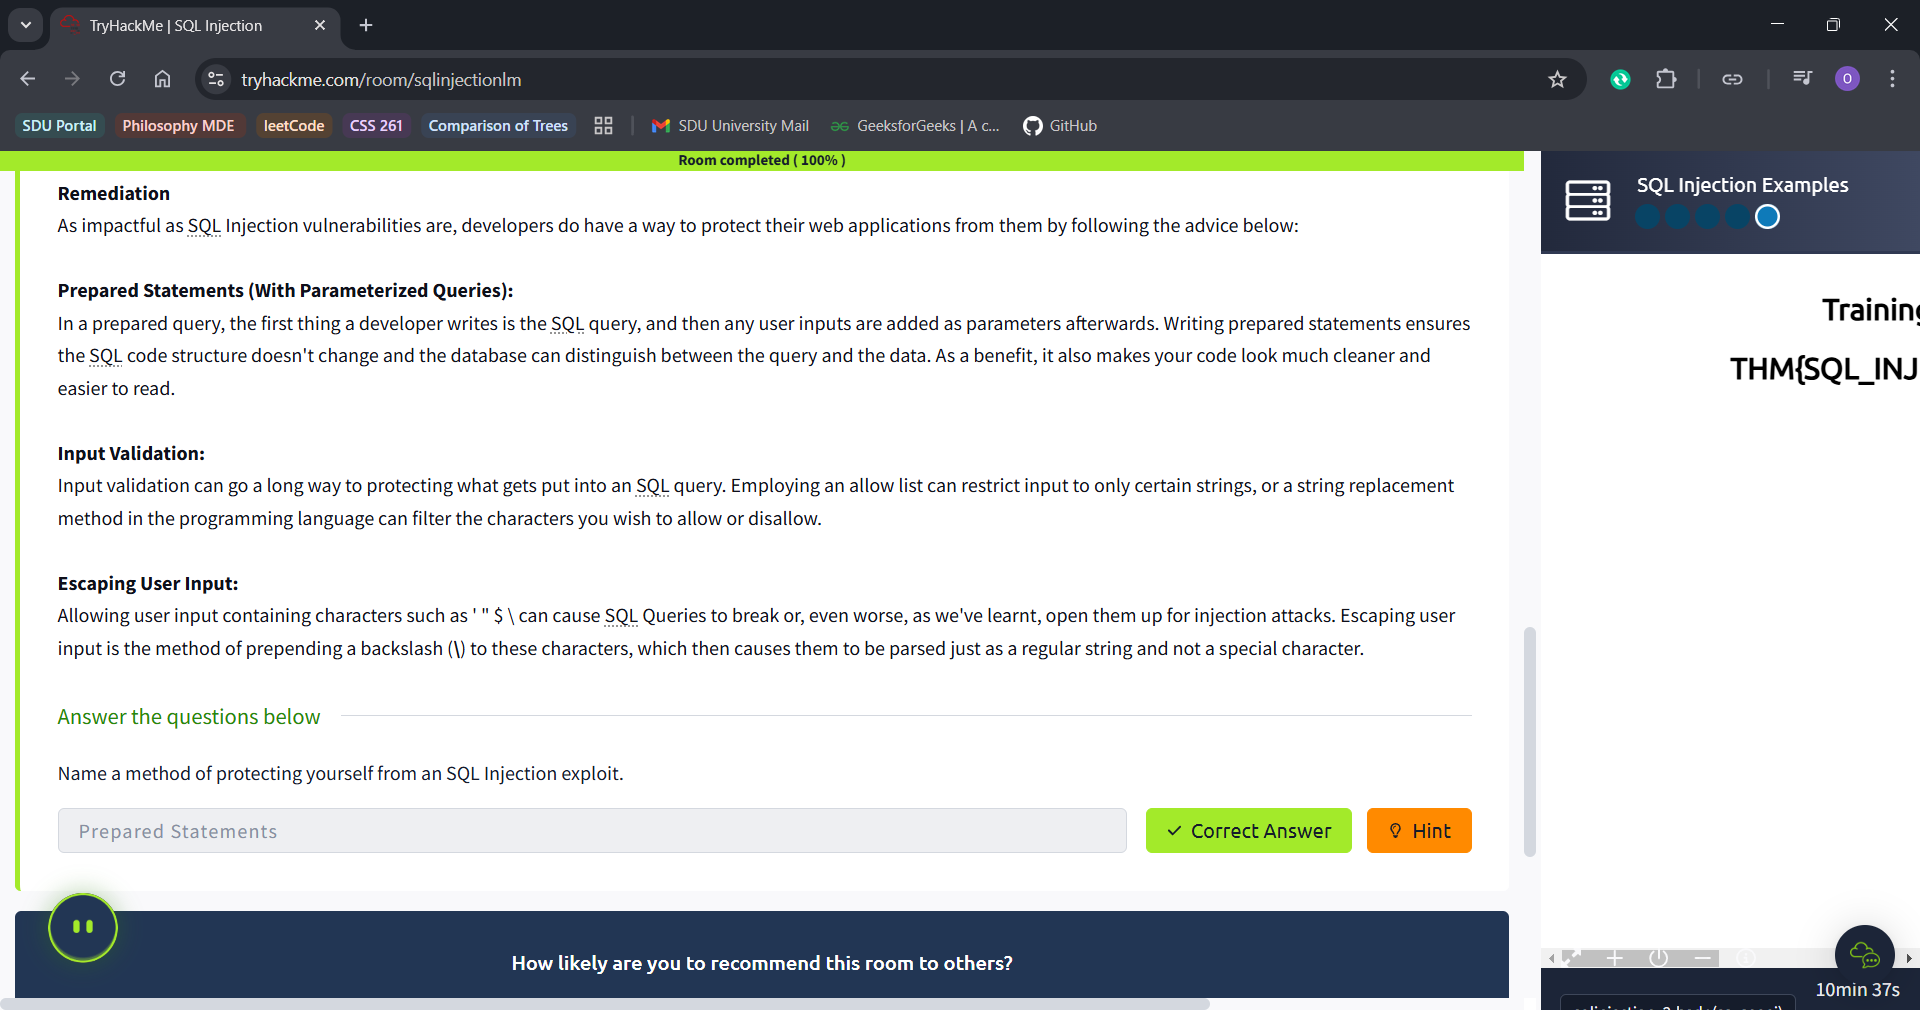 TryHackMe | SQL Injection
tryhackme.com/room/sqlinjectionlm
O
SDU Portal
Philosophy MDE
leetCode
CSS 261
Comparison of Trees
SDU University Mail
GeeksforGeeks | A c...
GitHub
Room completed ( 100% )
Remediation
As impactful as SQL Injection vulnerabilities are, developers do have a way to protect their web applications from them by following the advice below:
Prepared Statements (With Parameterized Queries):
In a prepared query, the first thing a developer writes is the SQL query, and then any user inputs are added as parameters afterwards. Writing prepared statements ensures
the SQL code structure doesn't change and the database can distinguish between the query and the data. As a benefit, it also makes your code look much cleaner and
easier to read.
Input Validation:
Input validation can go a long way to protecting what gets put into an SQL query. Employing an allow list can restrict input to only certain strings, or a string replacement
method in the programming language can filter the characters you wish to allow or disallow.
Escaping User Input:
Allowing user input containing characters such as ' " $ \ can cause SQL Queries to break or, even worse, as we've learnt, open them up for injection attacks. Escaping user
input is the method of prepending a backslash (\) to these characters, which then causes them to be parsed just as a regular string and not a special character.
Answer the questions below
Name a method of protecting yourself from an SQL Injection exploit.
Prepared Statements
Correct Answer
Hint
How likely are you to recommend this room to others?
SQL Injection Examples
Training
THM{SQL_INJ
10min 37s